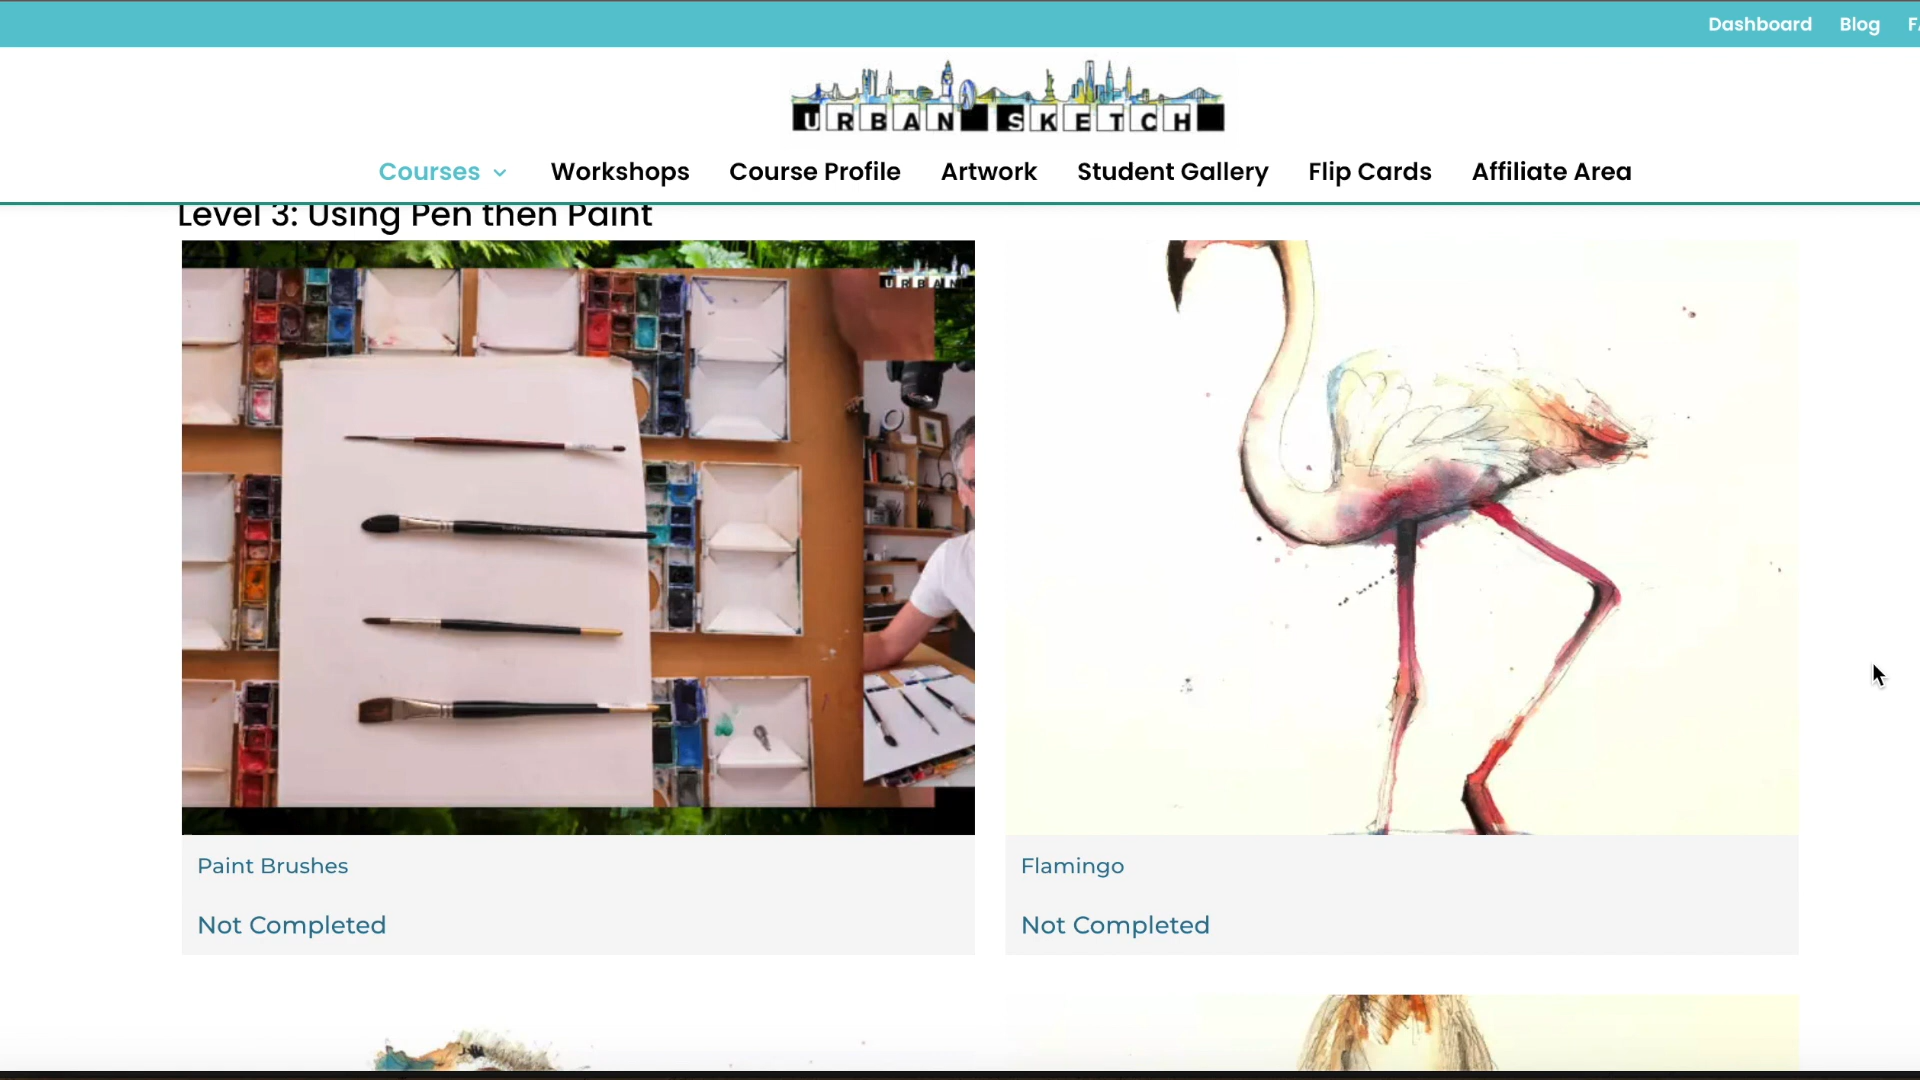 Dashboard Blog
URBAN SKETCH
Courses Workshops Course Profile Artwork Student Gallery Flip Cards Affiliate Area
Level 3: Using Pen then Paint
URBAN
Paint Brushes
Flamingo
Not Completed
Not Completed